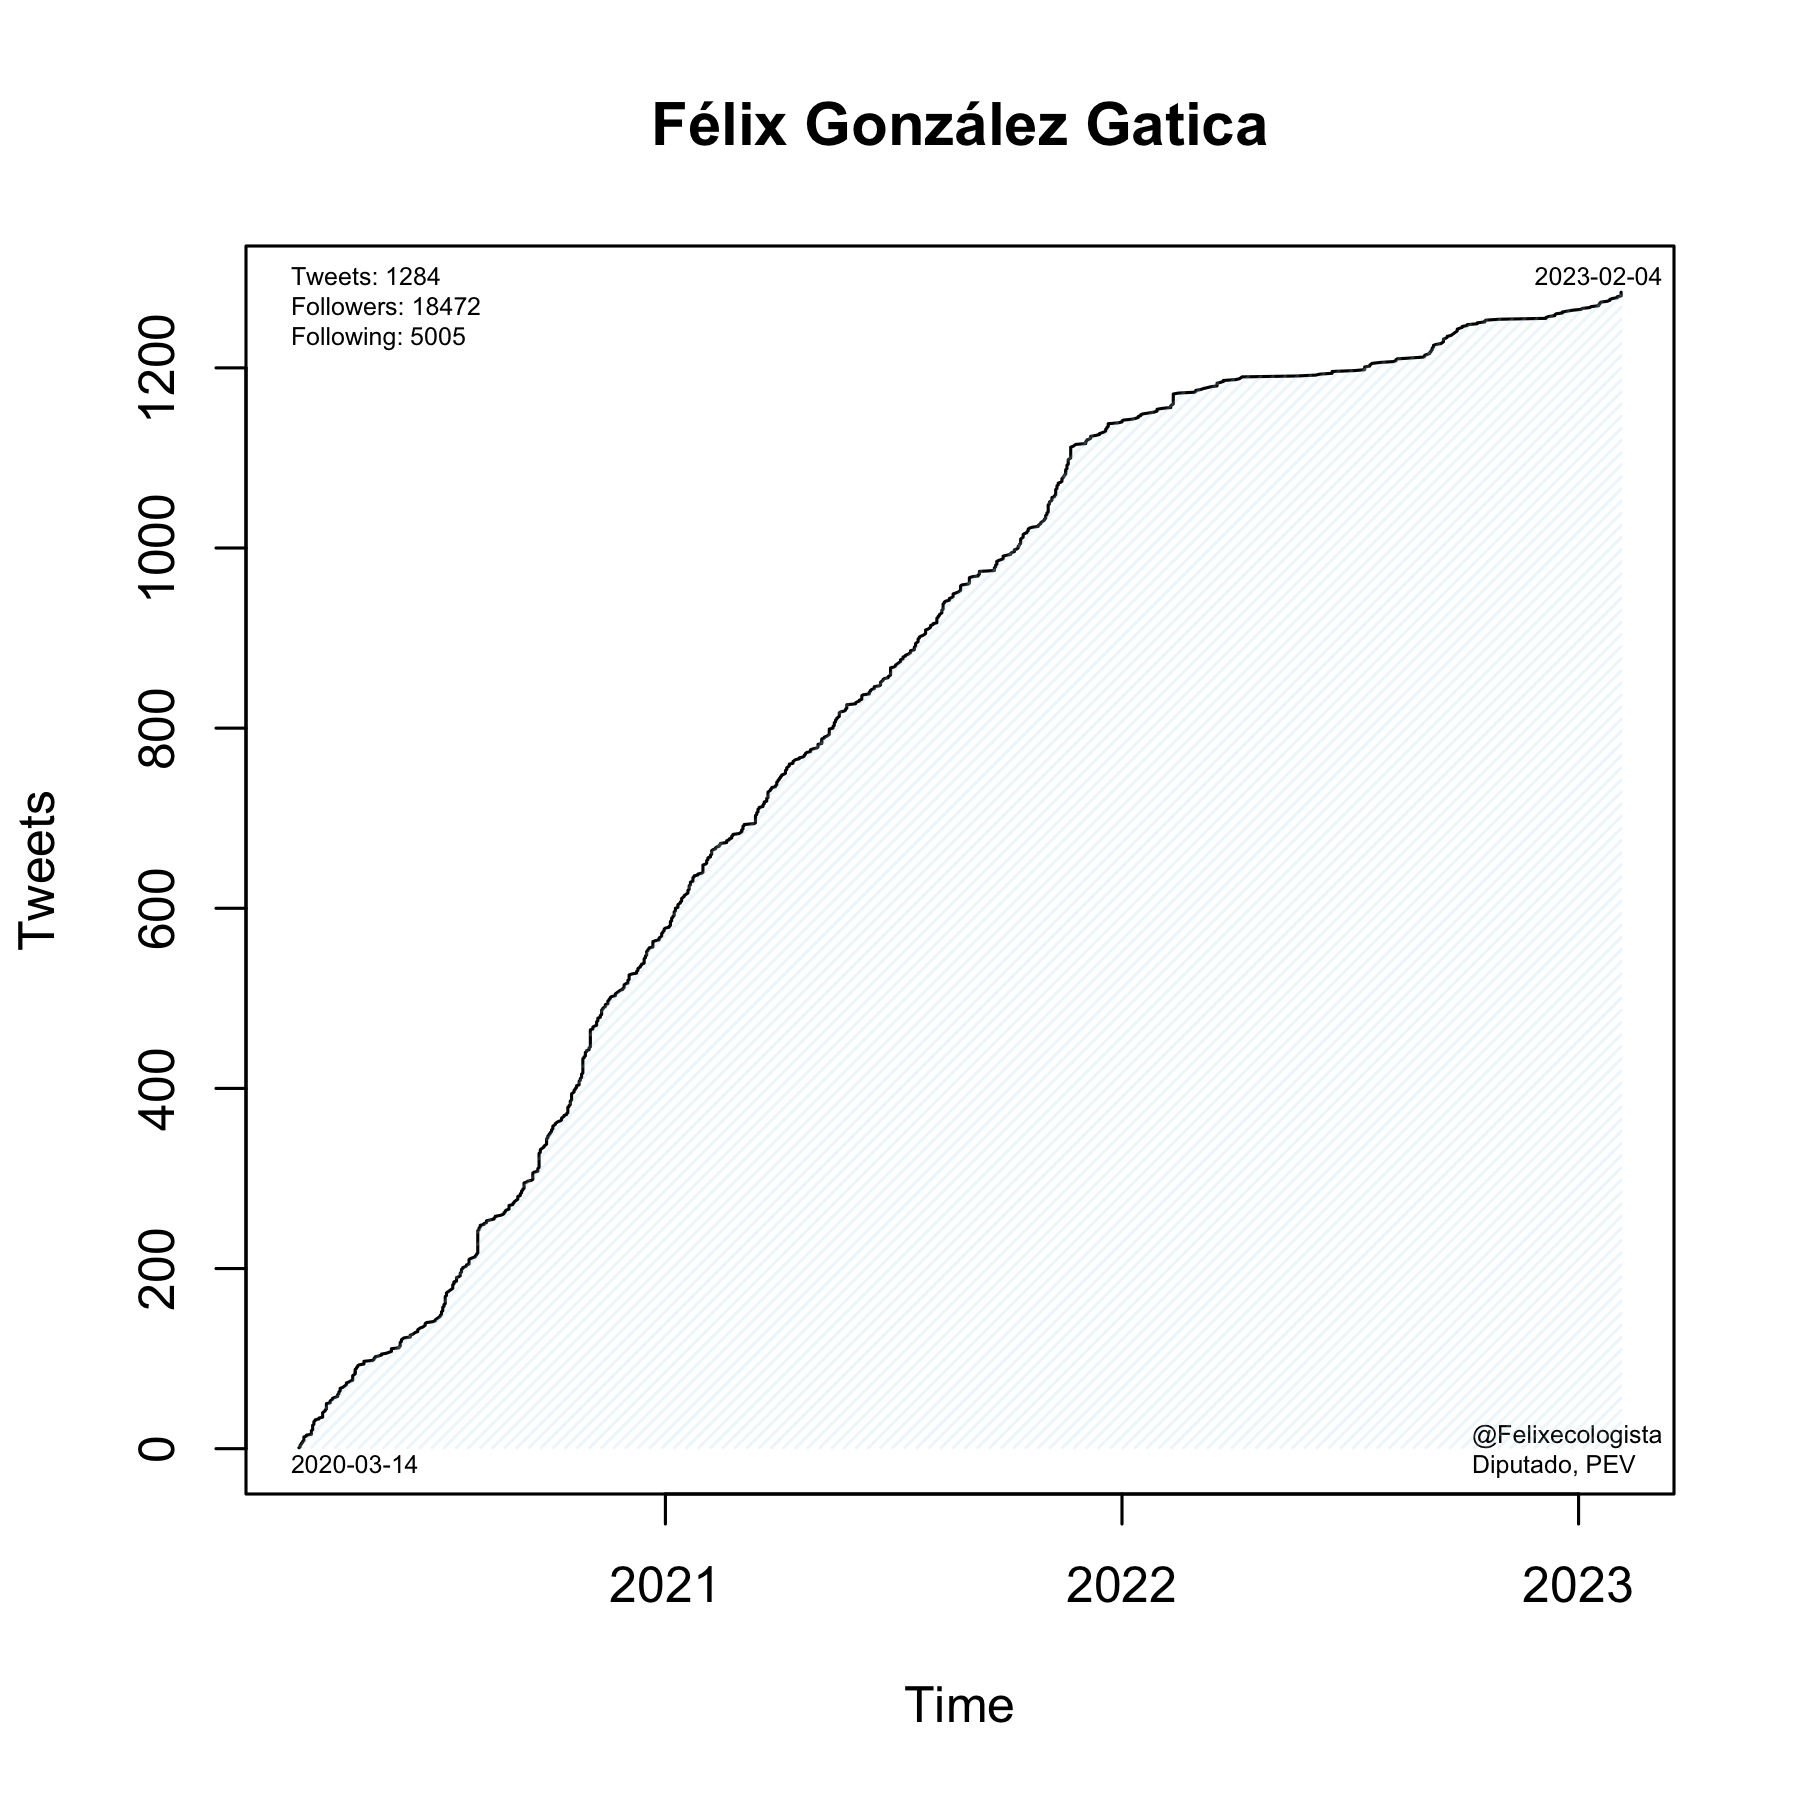 Félix González Gatica
Tweets: 1284
Followers: 18472
Following: 5005
2023-02-04
1200
1000
800
600
400
200
0
Tweets
2020-03-14
@Felixecologista
Diputado, PEV
2021
2022
2023
Time